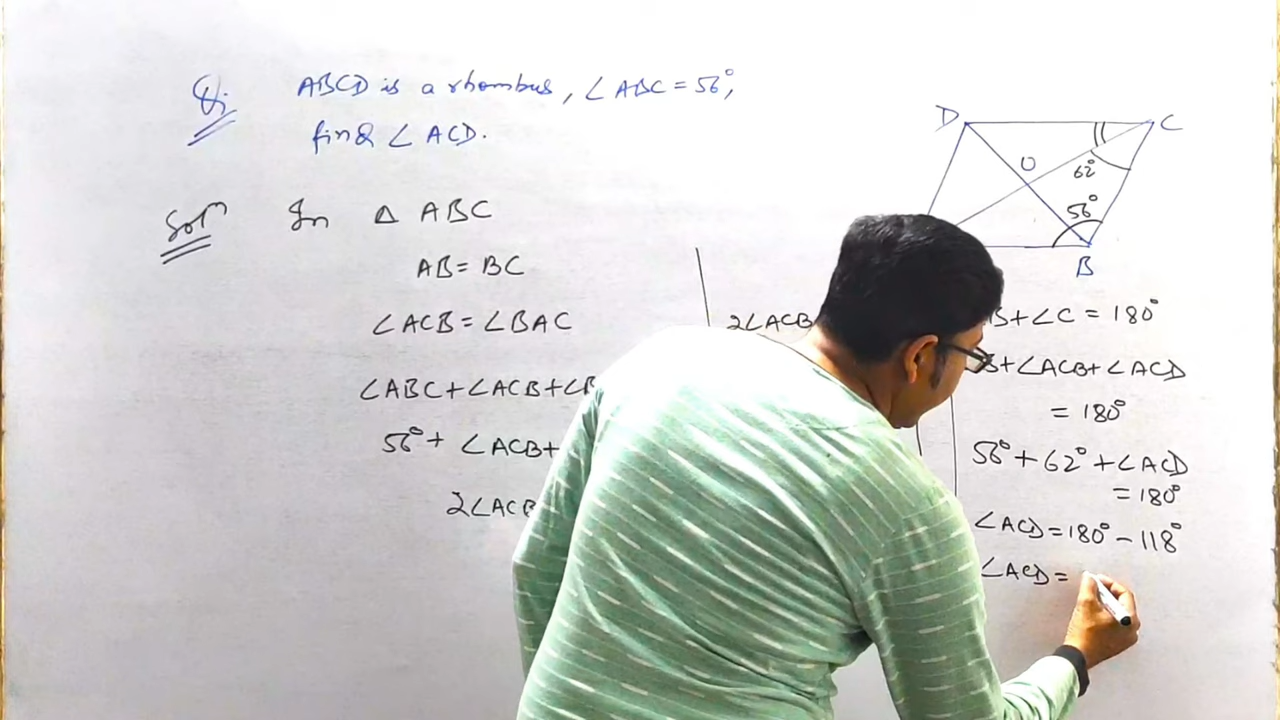 Q: ABCD is a rhombus, ∠ABC = 56°,
find ∠ACD.
D
C
O
62°
56°
B
Solⁿ In Δ ABC
AB = BC
∠ACB = ∠BAC
∠ABC + ∠ACB + ∠B
56° + ∠ACB +
2∠ACB
2∠ACB
B + ∠C = 180°
B + ∠ACB + ∠ACD
= 180°
56° + 62° + ∠ACD
= 180°
∠ACD = 180° - 118°
∠ACD =